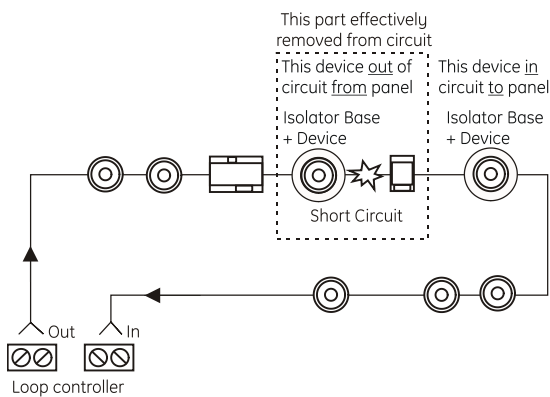 This part effectively
removed from circuit
This device out of
circuit from panel
This device in
circuit to panel
Isolator Base
+ Device
Isolator Base
+ Device
Short Circuit
Out
In
Loop controller